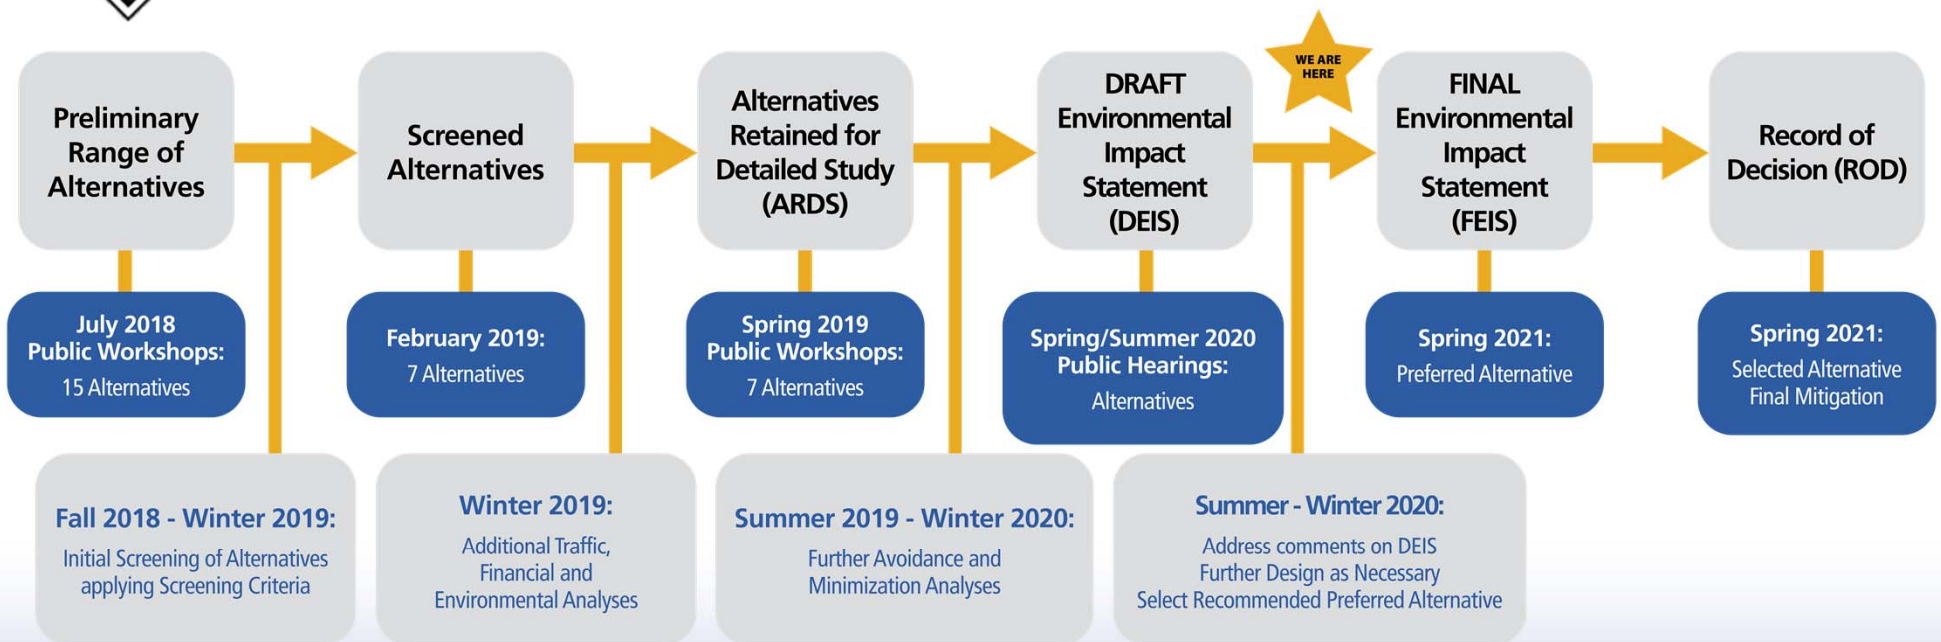 WE ARE
HERE
Preliminary
Range of
Alternatives
Screened
Alternatives
Alternatives
Retained for
Detailed Study
(ARDS)
DRAFT
Environmental
Impact
Statement
(DEIS)
FINAL
Environmental
Impact
Statement
(FEIS)
Record of
Decision (ROD)
July 2018
Public Workshops:
15 Alternatives
February 2019:
7 Alternatives
Spring 2019
Public Workshops:
7 Alternatives
Spring/Summer 2020
Public Hearings:
Alternatives
Spring 2021:
Preferred Alternative
Spring 2021:
Selected Alternative
Final Mitigation
Fall 2018 - Winter 2019:
Initial Screening of Alternatives
applying Screening Criteria
Winter 2019:
Additional Traffic,
Financial and
Environmental Analyses
Summer 2019 - Winter 2020:
Further Avoidance and
Minimization Analyses
Summer - Winter 2020:
Address comments on DEIS
Further Design as Necessary
Select Recommended Preferred Alternative